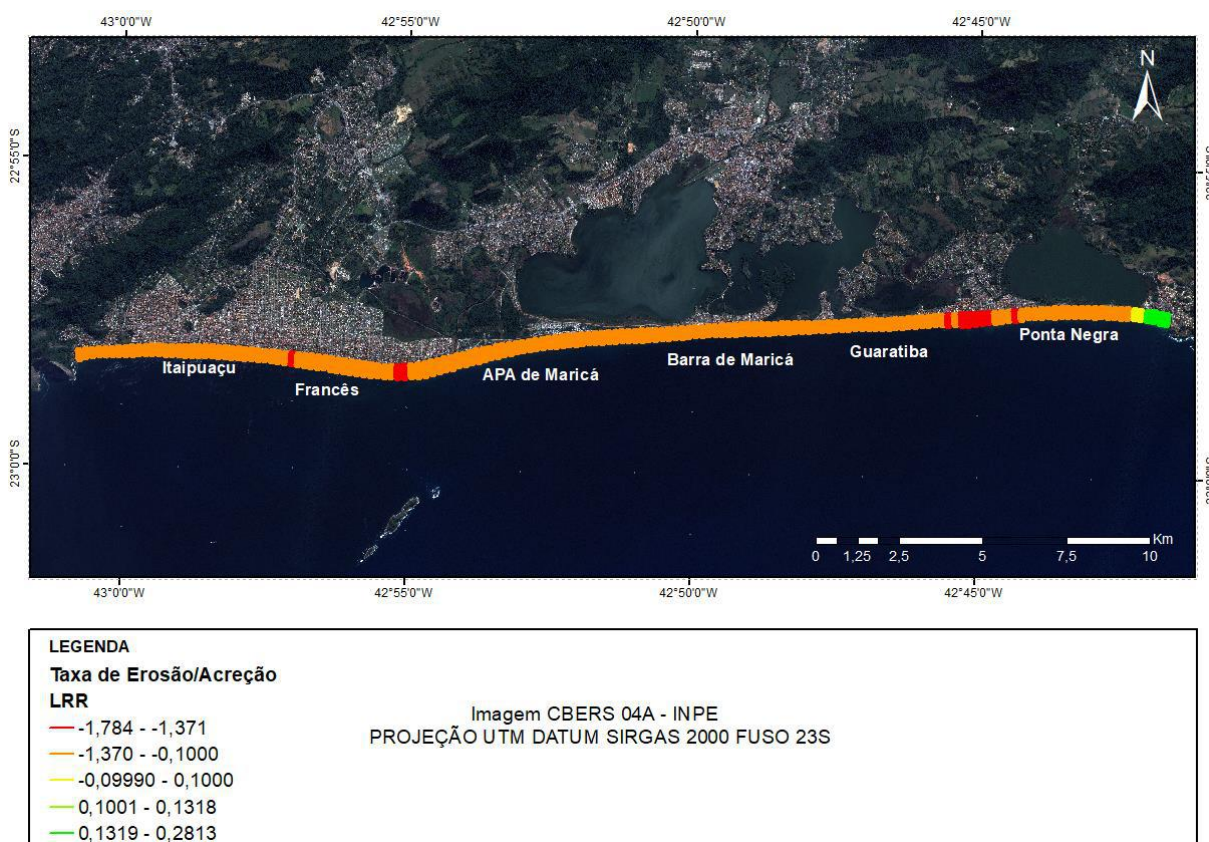 43°0'0"W 42°55'0"W 42°50'0"W 42°45'0"W
N
22°55'0"S
Itaipuaçu
Francês
APA de Maricá
Barra de Maricá
Guaratiba
Ponta Negra
23°0'0"S
Km
0 1,25 2,5 5 7,5 10
43°0'0"W 42°55'0"W 42°50'0"W 42°45'0"W
LEGENDA
Taxa de Erosão/Acreção
LRR
-1,784 - -1,371
-1,370 - -0,1000
-0,09990 - 0,1000
0,1001 - 0,1318
0,1319 - 0,2813
Imagem CBERS 04A - INPE
PROJEÇÃO UTM DATUM SIRGAS 2000 FUSO 23S